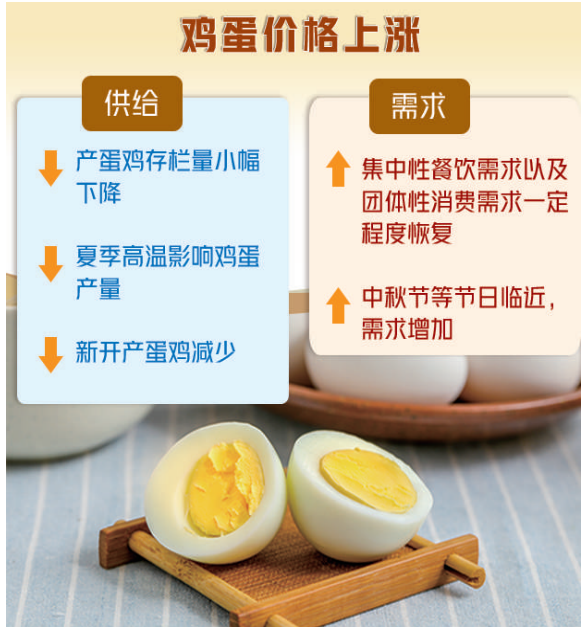 鸡蛋价格上涨
供给
产蛋鸡存栏量小幅
下降
夏季高温影响鸡蛋
产量
新开产蛋鸡减少
需求
集中性餐饮需求以及
团体性消费需求一定
程度恢复
中秋节等节日临近，
需求增加